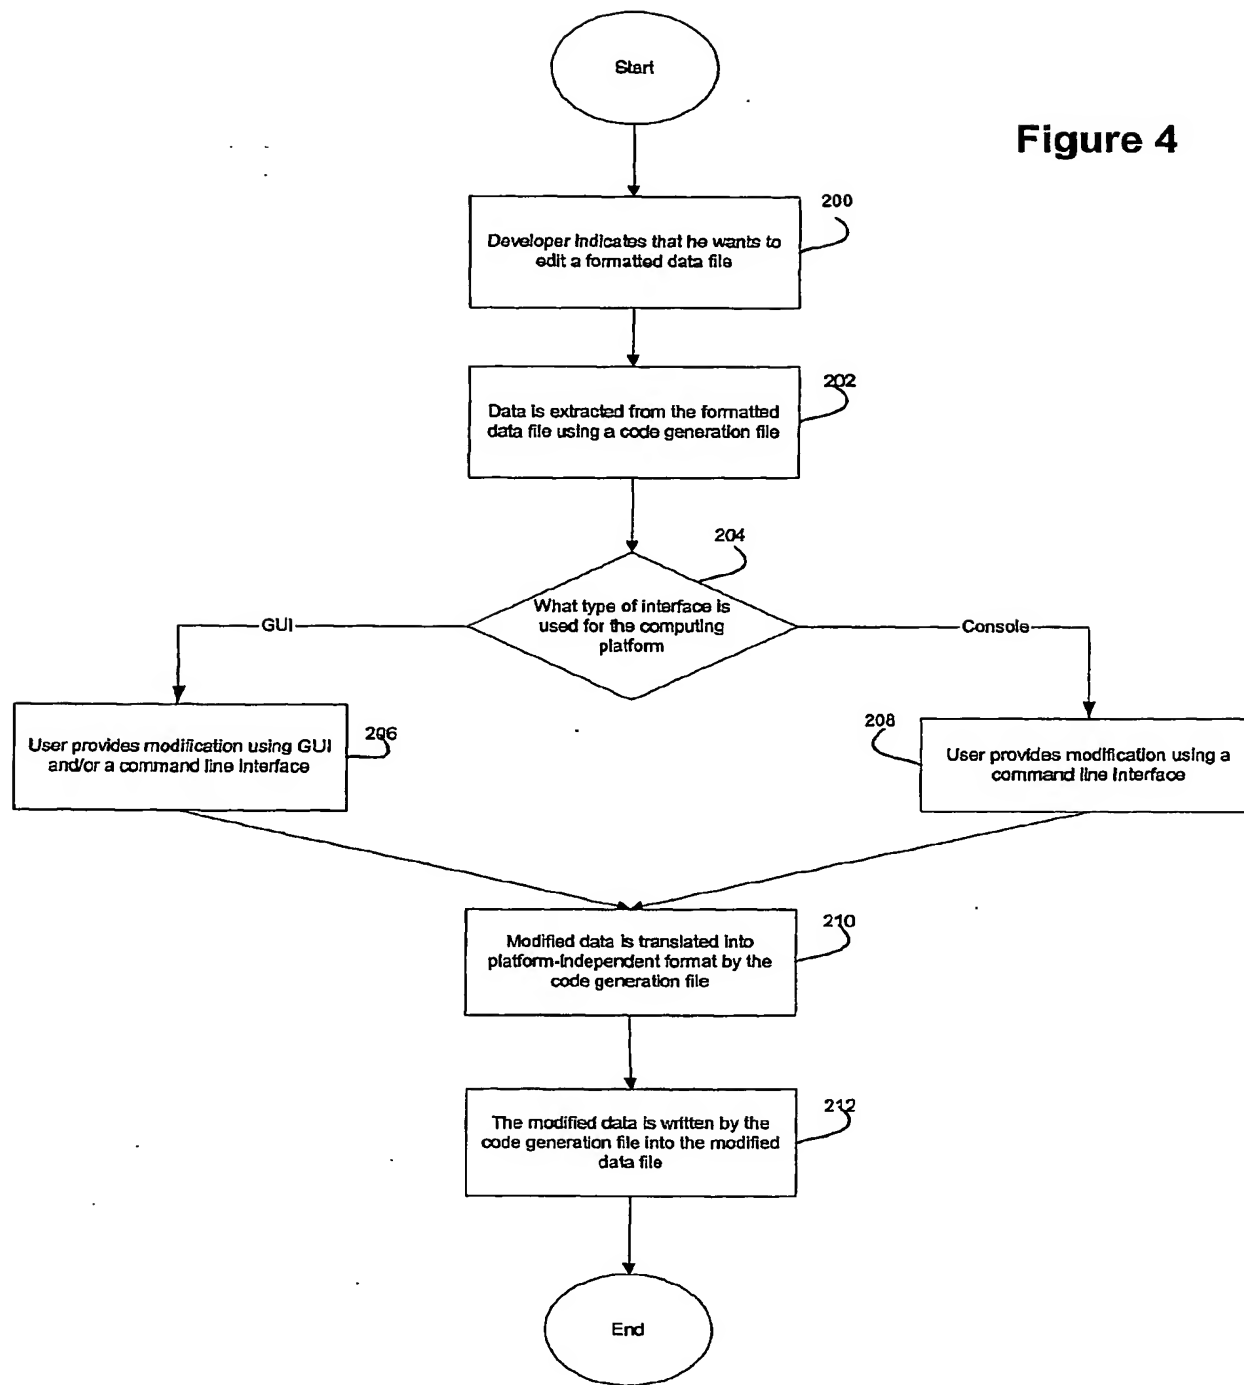 Start
Figure 4
200
Developer indicates that he wants to
edit a formatted data file
202
Data is extracted from the formatted
data file using a code generation file
204
What type of interface is
used for the computing
platform
GUI
Console
206
User provides modification using GUI
and/or a command line interface
208
User provides modification using a
command line interface
210
Modified data is translated into
platform-independent format by the
code generation file
212
The modified data is written by the
code generation file into the modified
data file
End